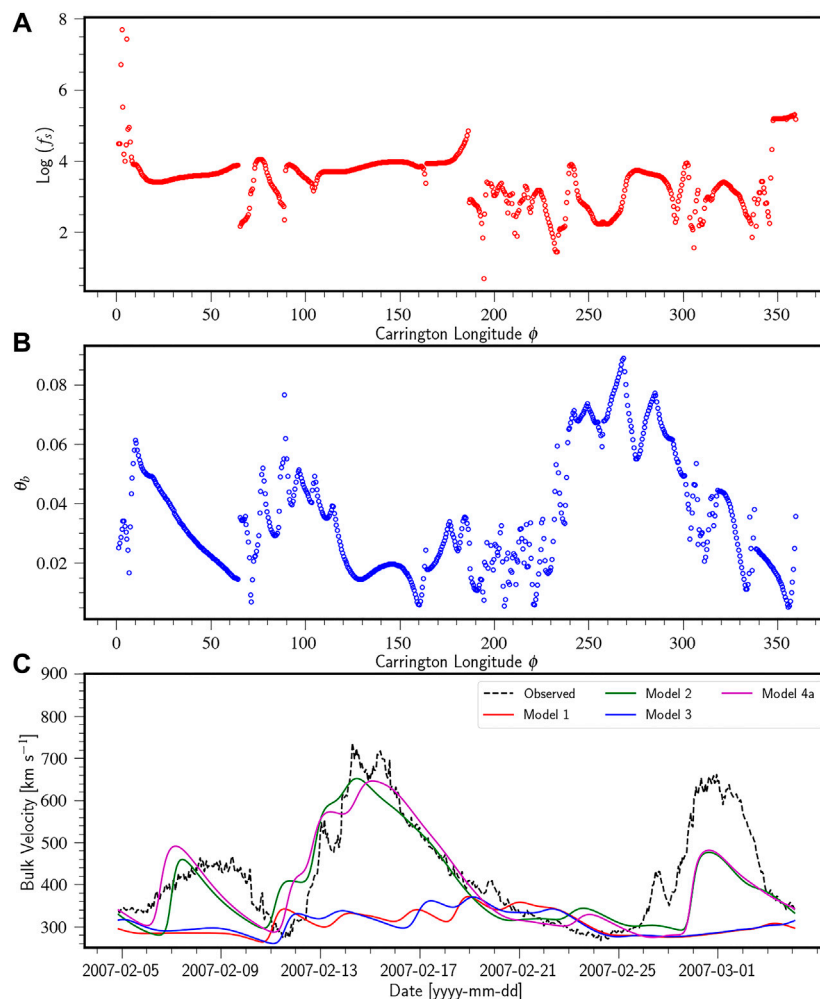 A
8
6
4
2
Log (f_s)
0 50 100 150 200 250 300 350
Carrington Longitude ϕ
B
0.08
0.06
0.04
0.02
θ_b
0 50 100 150 200 250 300 350
Carrington Longitude ϕ
C
900
800
700
600
500
400
300
Bulk Velocity [km s⁻¹]
Observed Model 2 Model 4a
Model 1 Model 3
2007-02-05 2007-02-09 2007-02-13 2007-02-17 2007-02-21 2007-02-25 2007-03-01
Date [yyyy-mm-dd]